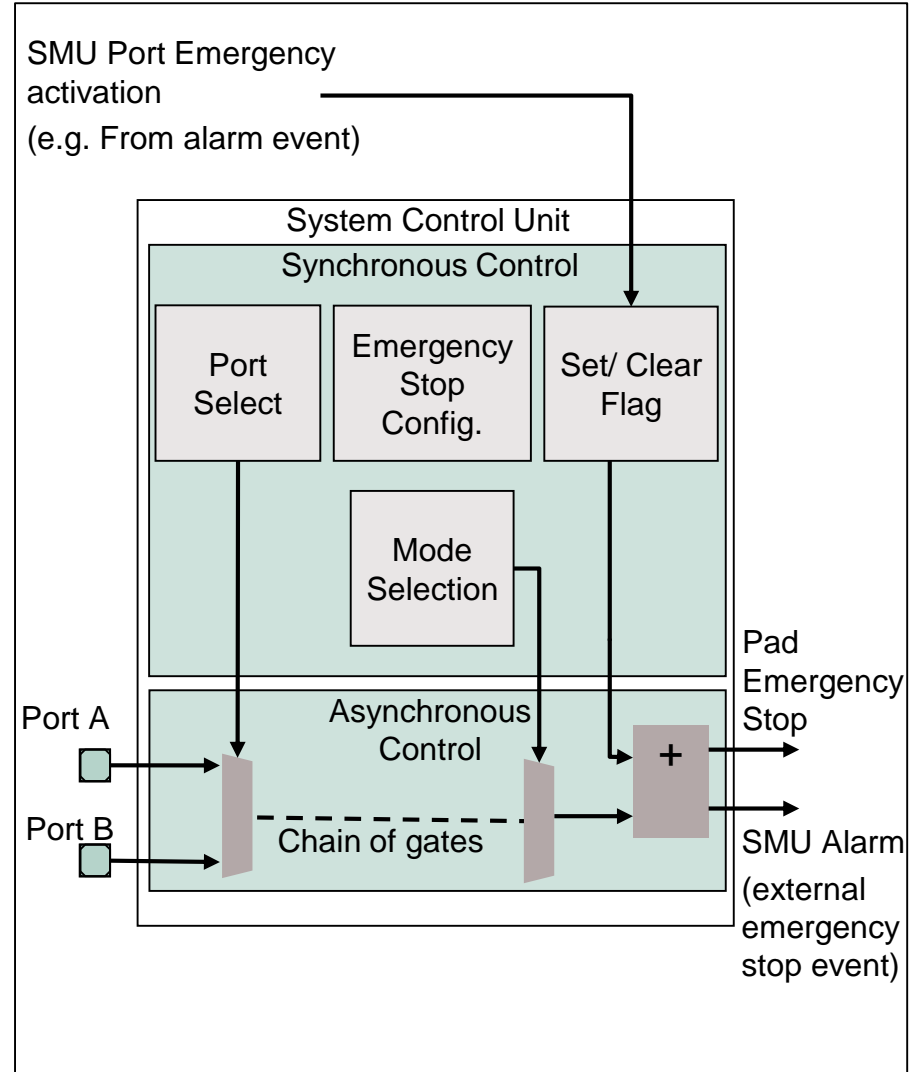 SMU Port Emergency
activation
(e.g. From alarm event)
System Control Unit
Synchronous Control
Port
Select
Emergency
Stop
Config.
Set/ Clear
Flag
Mode
Selection
Asynchronous
Control
Port A
Port B
Chain of gates
+
Pad
Emergency
Stop
SMU Alarm
(external
emergency
stop event)